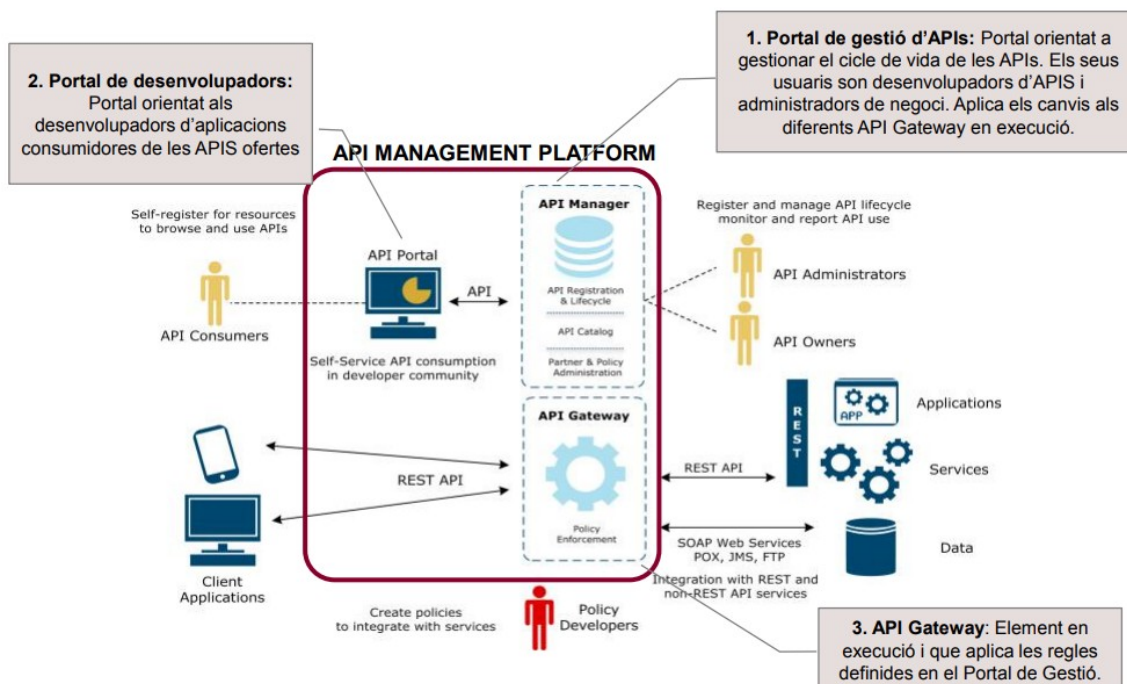 1. Portal de gestió d'APIs: Portal orientat a
gestionar el cicle de vida de les APIs. Els seus
usuaris son desenvolupadors d'APIS i
administradors de negoci. Aplica els canvis als
diferents API Gateway en execució.
2. Portal de desenvolupadors:
Portal orientat als
desenvolupadors d'aplicacions
consumidores de les APIS ofertes
API MANAGEMENT PLATFORM
Self-register for resources
to browse and use APIs
API Consumers
API Portal
API
Self-Service API consumption
in developer community
API Manager
API Registration
& Lifecycle
API Catalog
Partner & Policy
Administration
Register and manage API lifecycle
monitor and report API use
API Administrators
API Owners
API Gateway
Policy
Enforcement
REST API
Client
Applications
REST API
REST
APP
Applications
Services
Data
SOAP Web Services
POX, JMS, FTP
Integration with REST and
non-REST API services
Create policies
to integrate with services
Policy
Developers
3. API Gateway: Element en
execució i que aplica les regles
definides en el Portal de Gestió.